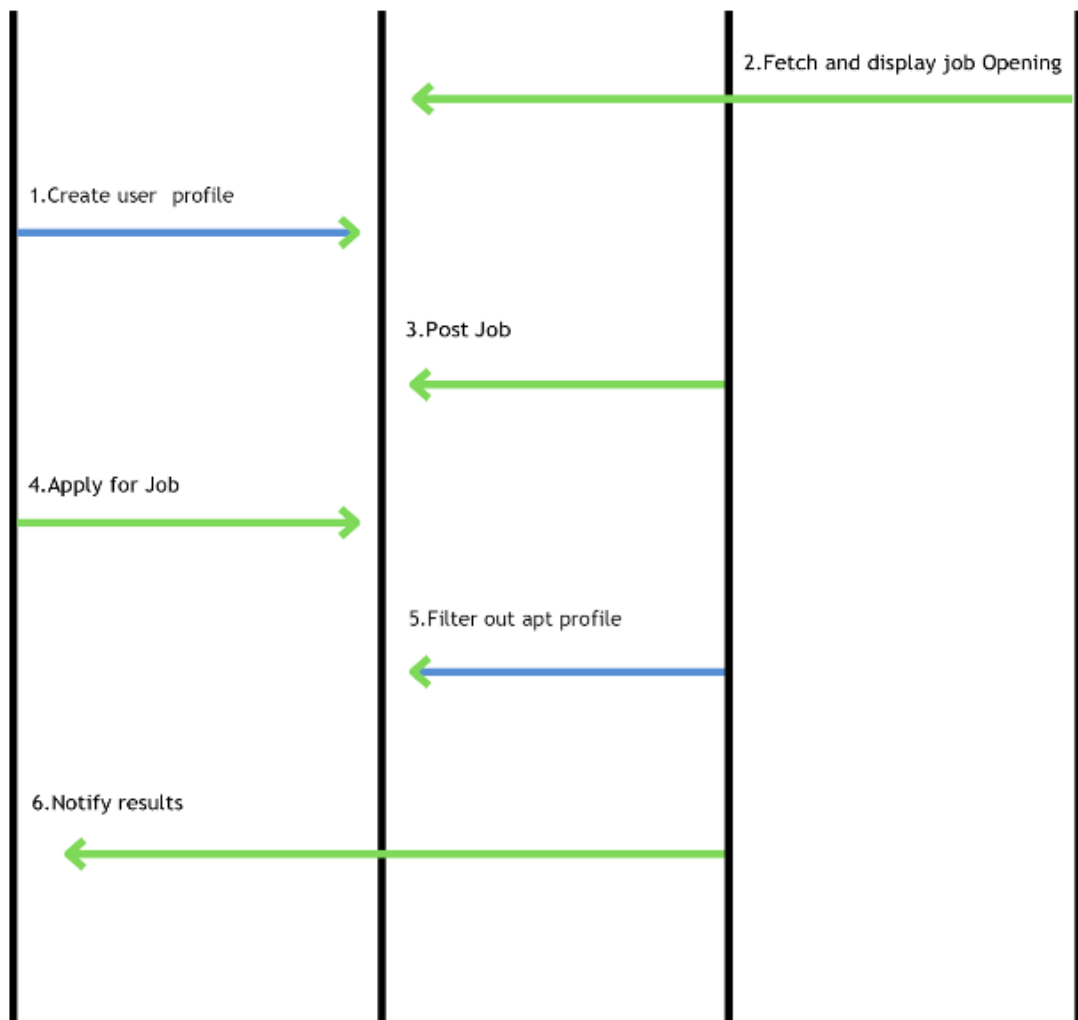 2.Fetch and display job Opening
1.Create user  profile
3.Post Job
4.Apply for Job
5.Filter out apt profile
6.Notify results